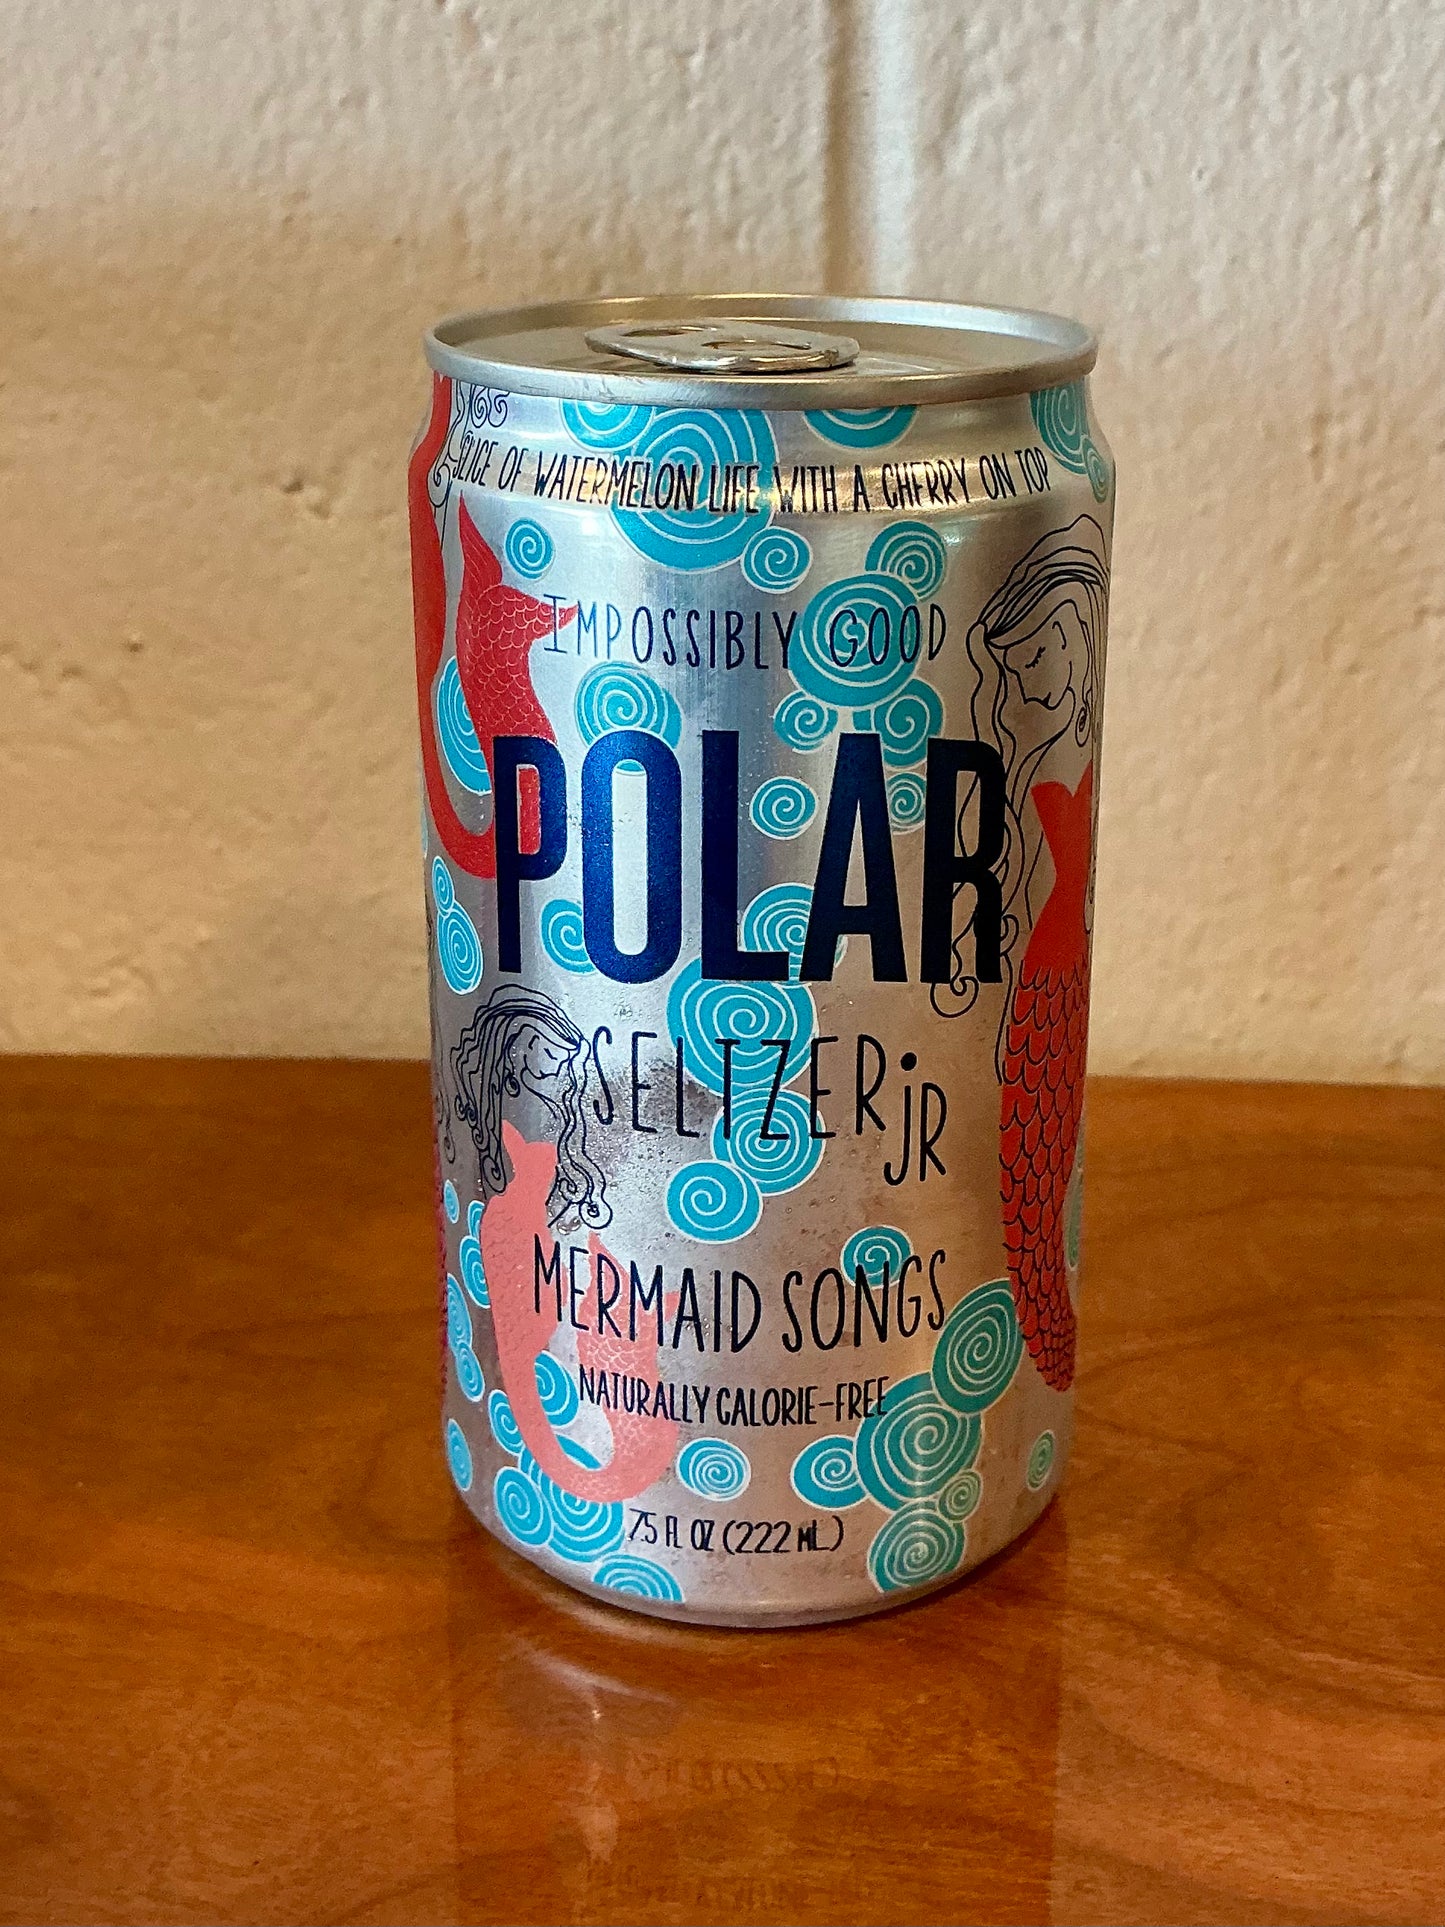 SLICE OF WATERMELON LIFE WITH A CHERRY ON TOP
IMPOSSIBLY GOOD
POLAR
SELTZER JR
MERMAID SONGS
NATURALLY CALORIE-FREE
7.5 FL OZ (222 ML)